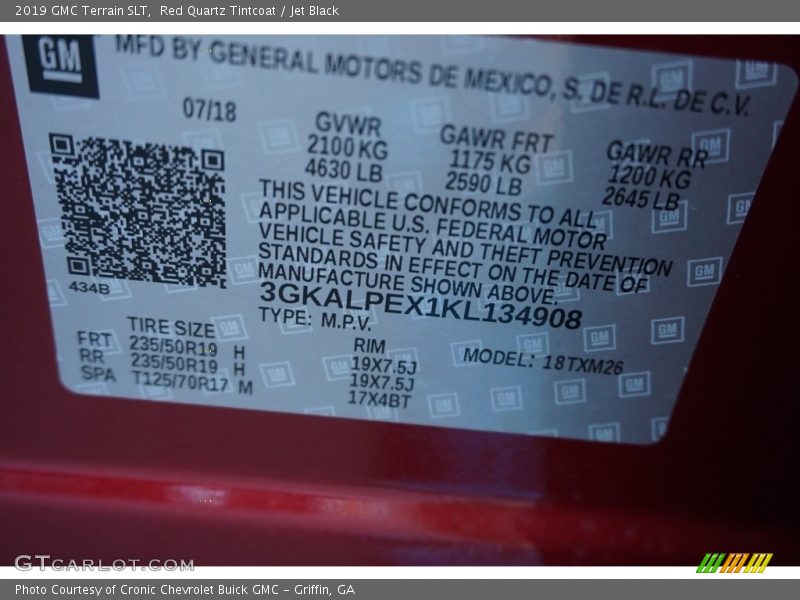 2019 GMC Terrain SLT,  Red Quartz Tintcoat / Jet Black
GM
MFD BY GENERAL MOTORS DE MEXICO, S. DE R.L. DE C.V.
07/18
GVWR
2100 KG
4630 LB
GAWR FRT
1175 KG
2590 LB
GAWR RR
1200 KG
2645 LB
THIS VEHICLE CONFORMS TO ALL
APPLICABLE U.S. FEDERAL MOTOR
VEHICLE SAFETY AND THEFT PREVENTION
STANDARDS IN EFFECT ON THE DATE OF
MANUFACTURE SHOWN ABOVE.
434B
3GKALPEX1KL134908
TYPE: M.P.V.
MODEL: 18TXM26
TIRE SIZE RIM
FRT 235/50R19 H 19X7.5J
RR 235/50R19 H 19X7.5J
SPA T125/70R17 M 17X4BT
GTcarlot.com
Photo Courtesy of Cronic Chevrolet Buick GMC - Griffin, GA